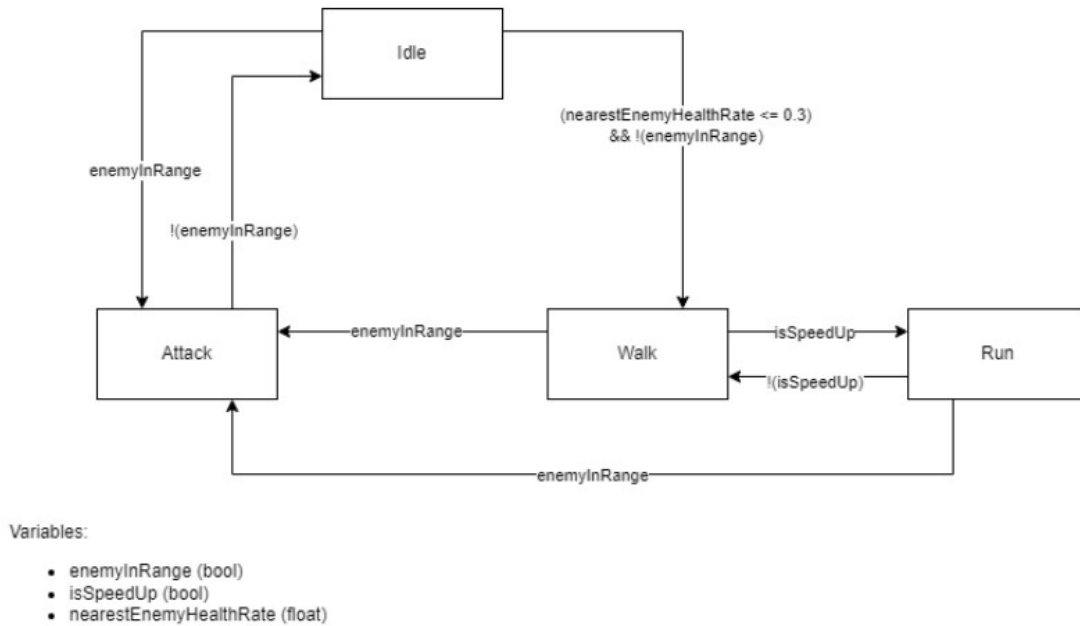 Idle
(nearestEnemyHealthRate <= 0.3)
&& !(enemyInRange)
enemyInRange
!(enemyInRange)
Attack
enemyInRange
Walk
isSpeedUp
!(isSpeedUp)
Run
enemyInRange
Variables:
• enemyInRange (bool)
• isSpeedUp (bool)
• nearestEnemyHealthRate (float)